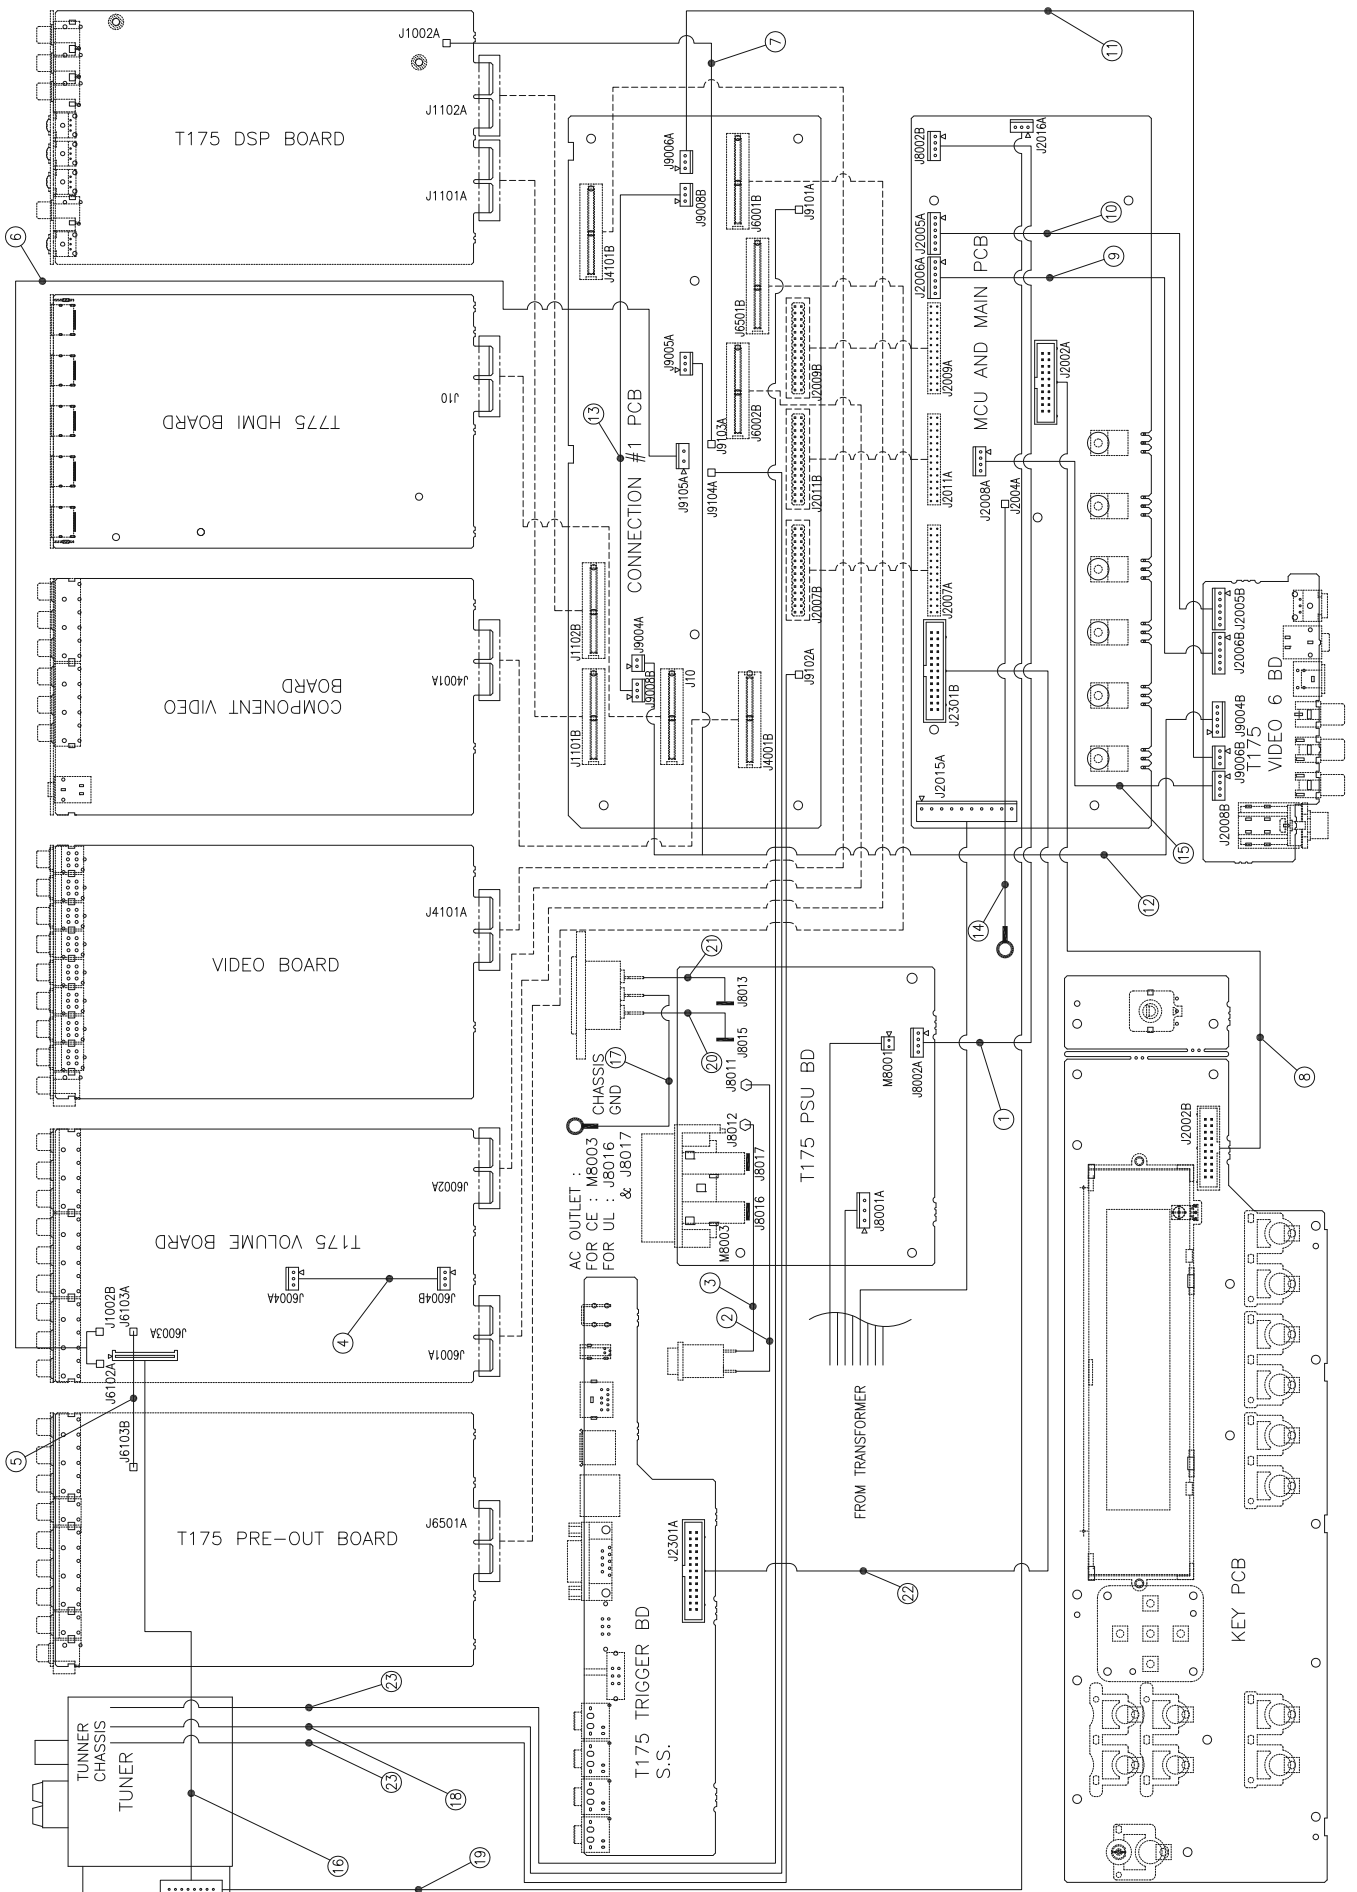 J1002A
T175 DSP BOARD
J1102A
J1101A
7
11
6
T775 HDMI BOARD
J10
COMPONENT VIDEO
BOARD
J4001A
VIDEO BOARD
J4101A
T175 VOLUME BOARD
J6002A
J6004A
J6004B
4
J6001A
J1002B
J6103A
J6003A
J6102A
5
J6103B
T175 PRE-OUT BOARD
J6501A
TUNNER
CHASSIS
TUNER
23
18
23
16
19
J9006A
J9008B
J4101B
J6001B
J9101A
J6501B
J9005A
13
CONNECTION #1 PCB
J9103A
J6002B
J2009B
J9105A
J9104A
J2011B
J1102B
J9004A
J9008B
J10
J2007B
J9102A
J1101B
J4001B
J8002B
J2016A
J2005A
10
J2006A
9
MCU AND MAIN PCB
J2009A
J2002A
J2011A
J2008A
J2004A
J2007A
J2301B
J2015A
J2005B
J2006B
J9004B
J9006B
J2008B
T175
VIDEO 6 BD
15
12
14
21
J8013
20
J8015
17
CHASSIS
GND
J8011
J8012
AC OUTLET :
FOR CE : M8003
FOR UL : J8016
& J8017
J8017
J8016
M8003
T175 PSU BD
M8001
J8002A
J8001A
1
3
2
FROM TRANSFORMER
J2301A
22
T175 TRIGGER BD
S.S.
8
J2002B
KEY PCB